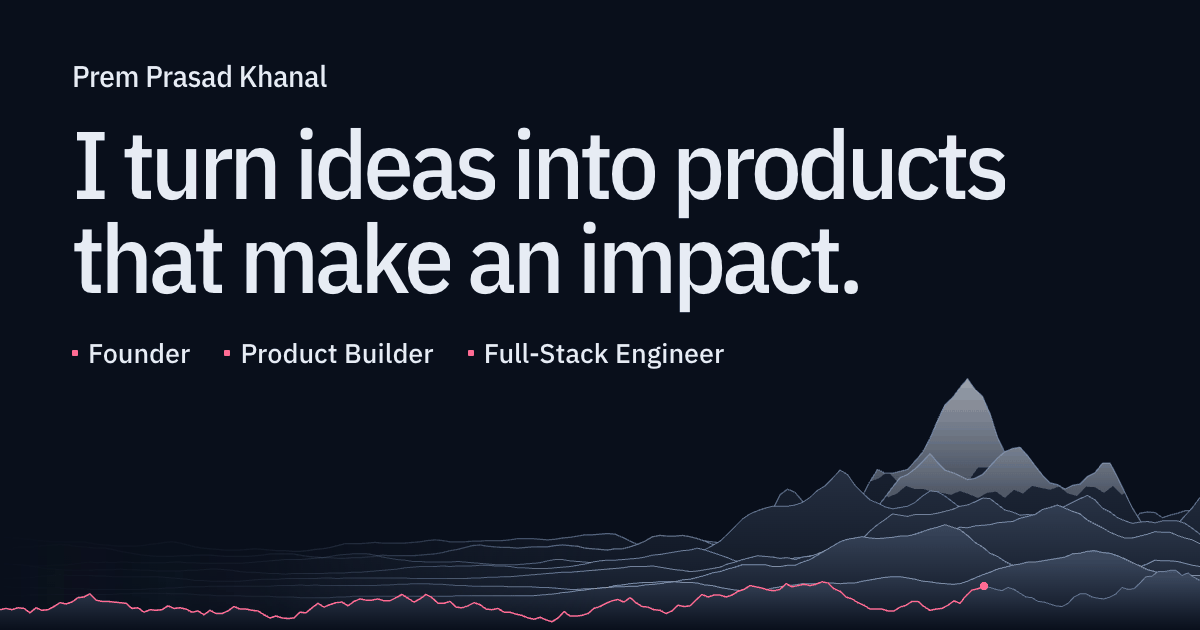 Prem Prasad Khanal
I turn ideas into products
that make an impact.
Founder Product Builder Full-Stack Engineer